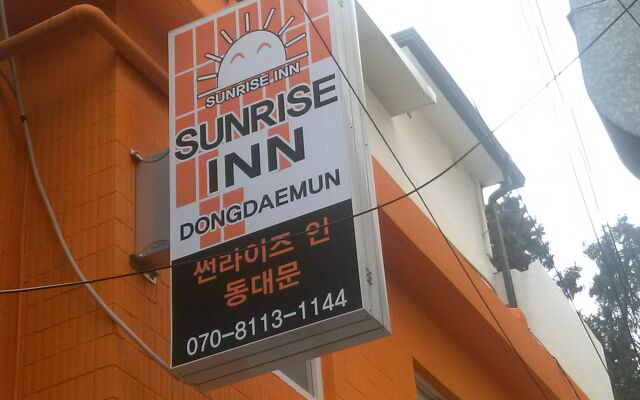 SUNRISE INN
SUNRISE
INN
DONGDAEMUN
썬라이즈 인
동대문
070-8113-1144